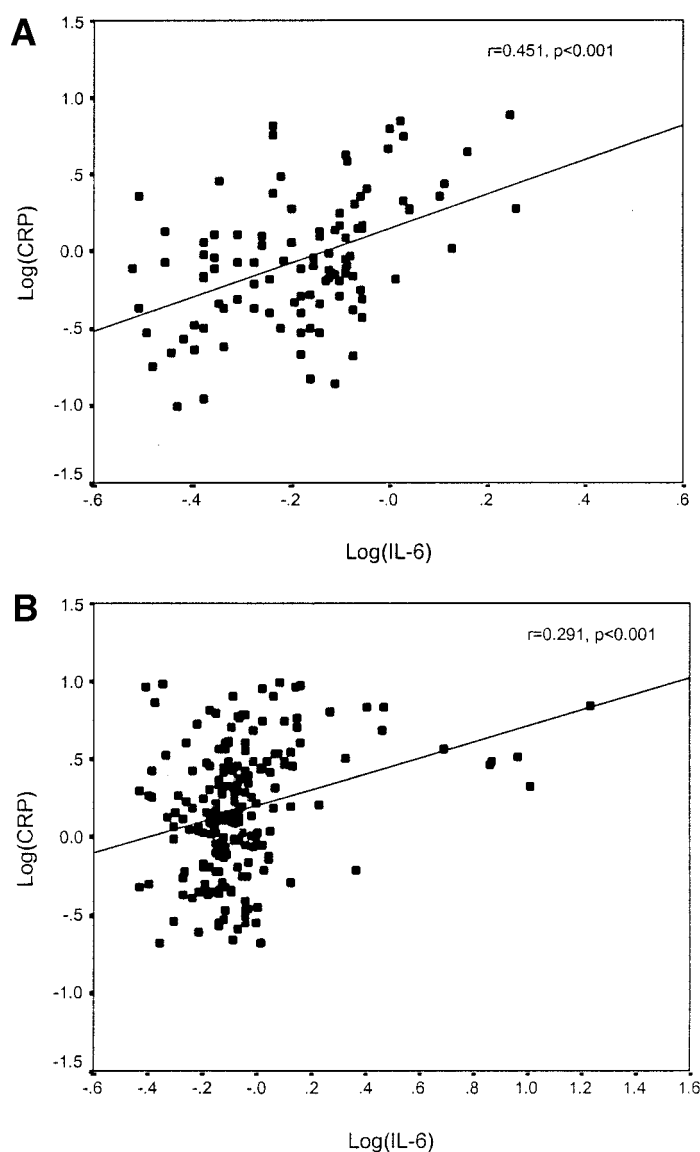 A
1.5
r=0.451, p<0.001
1.0
.5
Log(CRP)
0.0
-.5
-1.0
-1.5
-.6 -.4 -.2 -.0 .2 .4 .6
Log(IL-6)
B
1.5
r=0.291, p<0.001
1.0
.5
Log(CRP)
0.0
-.5
-1.0
-1.5
-.6 -.4 -.2 -.0 .2 .4 .6 .8 1.0 1.2 1.4 1.6
Log(IL-6)